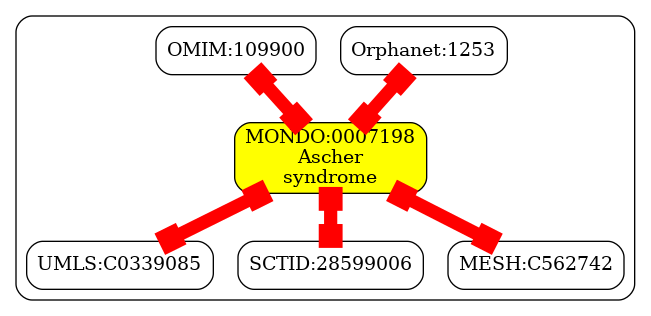 OMIM:109900
Orphanet:1253
MONDO:0007198
Ascher
syndrome
UMLS:C0339085
SCTID:28599006
MESH:C562742